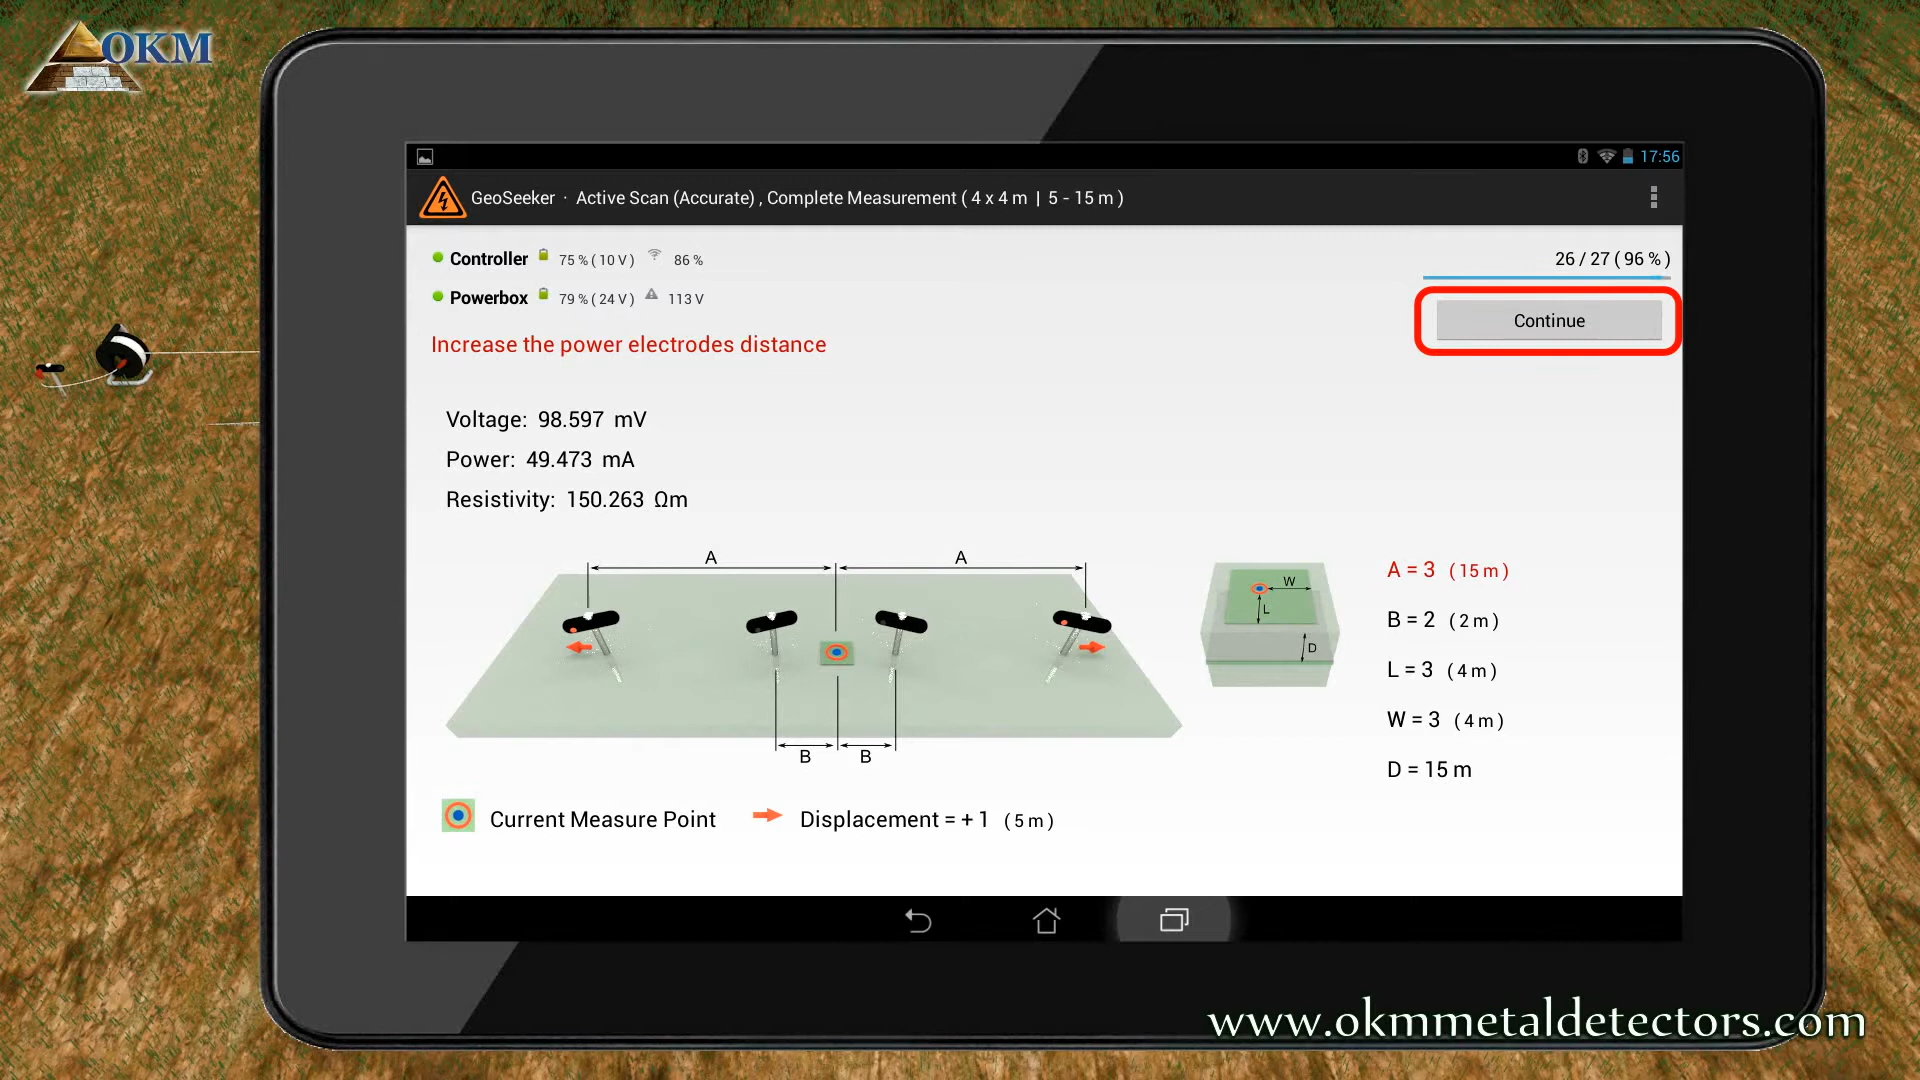 OKM
17:56
GeoSeeker · Active Scan (Accurate) , Complete Measurement ( 4 x 4 m | 5 - 15 m )
Controller 75 % ( 10 V ) 86 %
26 / 27 ( 96 % )
Powerbox 79 % ( 24 V ) 113 V
Continue
Increase the power electrodes distance
Voltage: 98.597 mV
Power: 49.473 mA
Resistivity: 150.263 Ωm
A A
B B
W
L
D
A = 3 ( 15 m )
B = 2 ( 2 m )
L = 3 ( 4 m )
W = 3 ( 4 m )
D = 15 m
Current Measure Point
Displacement = + 1 ( 5 m )
www.okmmetaldetectors.com